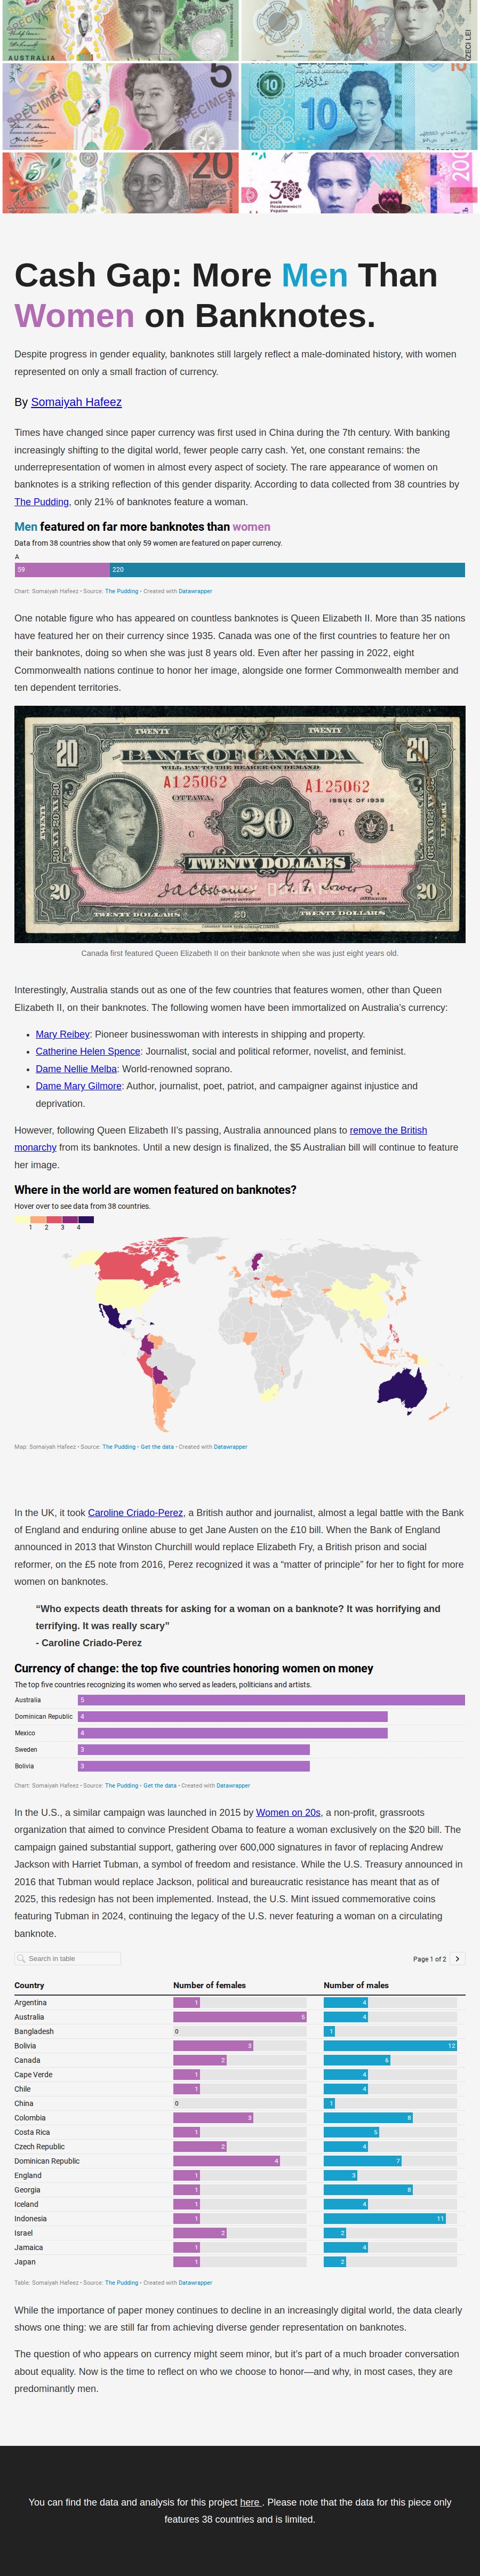 SPECIMEN
AUSTRALIA
5
SPECIMEN
10
10
20
200
30
років
Незалежності
України
Cash Gap: More Men Than
Women on Banknotes.
Despite progress in gender equality, banknotes still largely reflect a male-dominated history, with women
represented on only a small fraction of currency.
By Somaiyah Hafeez
Times have changed since paper currency was first used in China during the 7th century. With banking
increasingly shifting to the digital world, fewer people carry cash. Yet, one constant remains: the
underrepresentation of women in almost every aspect of society. The rare appearance of women on
banknotes is a striking reflection of this gender disparity. According to data collected from 38 countries by
The Pudding, only 21% of banknotes feature a woman.
Men featured on far more banknotes than women
Data from 38 countries show that only 59 women are featured on paper currency.
A
59 220
Chart: Somaiyah Hafeez • Source: The Pudding • Created with Datawrapper
One notable figure who has appeared on countless banknotes is Queen Elizabeth II. More than 35 nations
have featured her on their currency since 1935. Canada was one of the first countries to feature her on
their banknotes, doing so when she was just 8 years old. Even after her passing in 2022, eight
Commonwealth nations continue to honor her image, alongside one former Commonwealth member and
ten dependent territories.
TWENTY TWENTY
20 BANK OF CANADA 20
WILL PAY TO THE BEARER ON DEMAND
A125062 A125062
OTTAWA, ISSUE OF 1935
C 20 C 1
TWENTY DOLLARS
20 20
TWENTY DOLLARS 20 TWENTY DOLLARS
Canada first featured Queen Elizabeth II on their banknote when she was just eight years old.
Interestingly, Australia stands out as one of the few countries that features women, other than Queen
Elizabeth II, on their banknotes. The following women have been immortalized on Australia’s currency:
• Mary Reibey: Pioneer businesswoman with interests in shipping and property.
• Catherine Helen Spence: Journalist, social and political reformer, novelist, and feminist.
• Dame Nellie Melba: World-renowned soprano.
• Dame Mary Gilmore: Author, journalist, poet, patriot, and campaigner against injustice and
deprivation.
However, following Queen Elizabeth II’s passing, Australia announced plans to remove the British
monarchy from its banknotes. Until a new design is finalized, the $5 Australian bill will continue to feature
her image.
Where in the world are women featured on banknotes?
Hover over to see data from 38 countries.
1 2 3 4
Map: Somaiyah Hafeez • Source: The Pudding • Get the data • Created with Datawrapper
In the UK, it took Caroline Criado-Perez, a British author and journalist, almost a legal battle with the Bank
of England and enduring online abuse to get Jane Austen on the £10 bill. When the Bank of England
announced in 2013 that Winston Churchill would replace Elizabeth Fry, a British prison and social
reformer, on the £5 note from 2016, Perez recognized it was a “matter of principle” for her to fight for more
women on banknotes.
“Who expects death threats for asking for a woman on a banknote? It was horrifying and
terrifying. It was really scary”
- Caroline Criado-Perez
Currency of change: the top five countries honoring women on money
The top five countries recognizing its women who served as leaders, politicians and artists.
Australia 5
Dominican Republic 4
Mexico 4
Sweden 3
Bolivia 3
Chart: Somaiyah Hafeez • Source: The Pudding • Get the data • Created with Datawrapper
In the U.S., a similar campaign was launched in 2015 by Women on 20s, a non-profit, grassroots
organization that aimed to convince President Obama to feature a woman exclusively on the $20 bill. The
campaign gained substantial support, gathering over 600,000 signatures in favor of replacing Andrew
Jackson with Harriet Tubman, a symbol of freedom and resistance. While the U.S. Treasury announced in
2016 that Tubman would replace Jackson, political and bureaucratic resistance has meant that as of
2025, this redesign has not been implemented. Instead, the U.S. Mint issued commemorative coins
featuring Tubman in 2024, continuing the legacy of the U.S. never featuring a woman on a circulating
banknote.
Search in table Page 1 of 2
Country Number of females Number of males
Argentina 1 4
Australia 5 4
Bangladesh 0 1
Bolivia 3 12
Canada 2 6
Cape Verde 1 4
Chile 1 4
China 0 1
Colombia 3 8
Costa Rica 1 5
Czech Republic 2 4
Dominican Republic 4 7
England 1 3
Georgia 1 8
Iceland 1 4
Indonesia 1 11
Israel 2 2
Jamaica 1 4
Japan 1 2
Table: Somaiyah Hafeez • Source: The Pudding • Created with Datawrapper
While the importance of paper money continues to decline in an increasingly digital world, the data clearly
shows one thing: we are still far from achieving diverse gender representation on banknotes.
The question of who appears on currency might seem minor, but it’s part of a much broader conversation
about equality. Now is the time to reflect on who we choose to honor—and why, in most cases, they are
predominantly men.
You can find the data and analysis for this project here . Please note that the data for this piece only
features 38 countries and is limited.